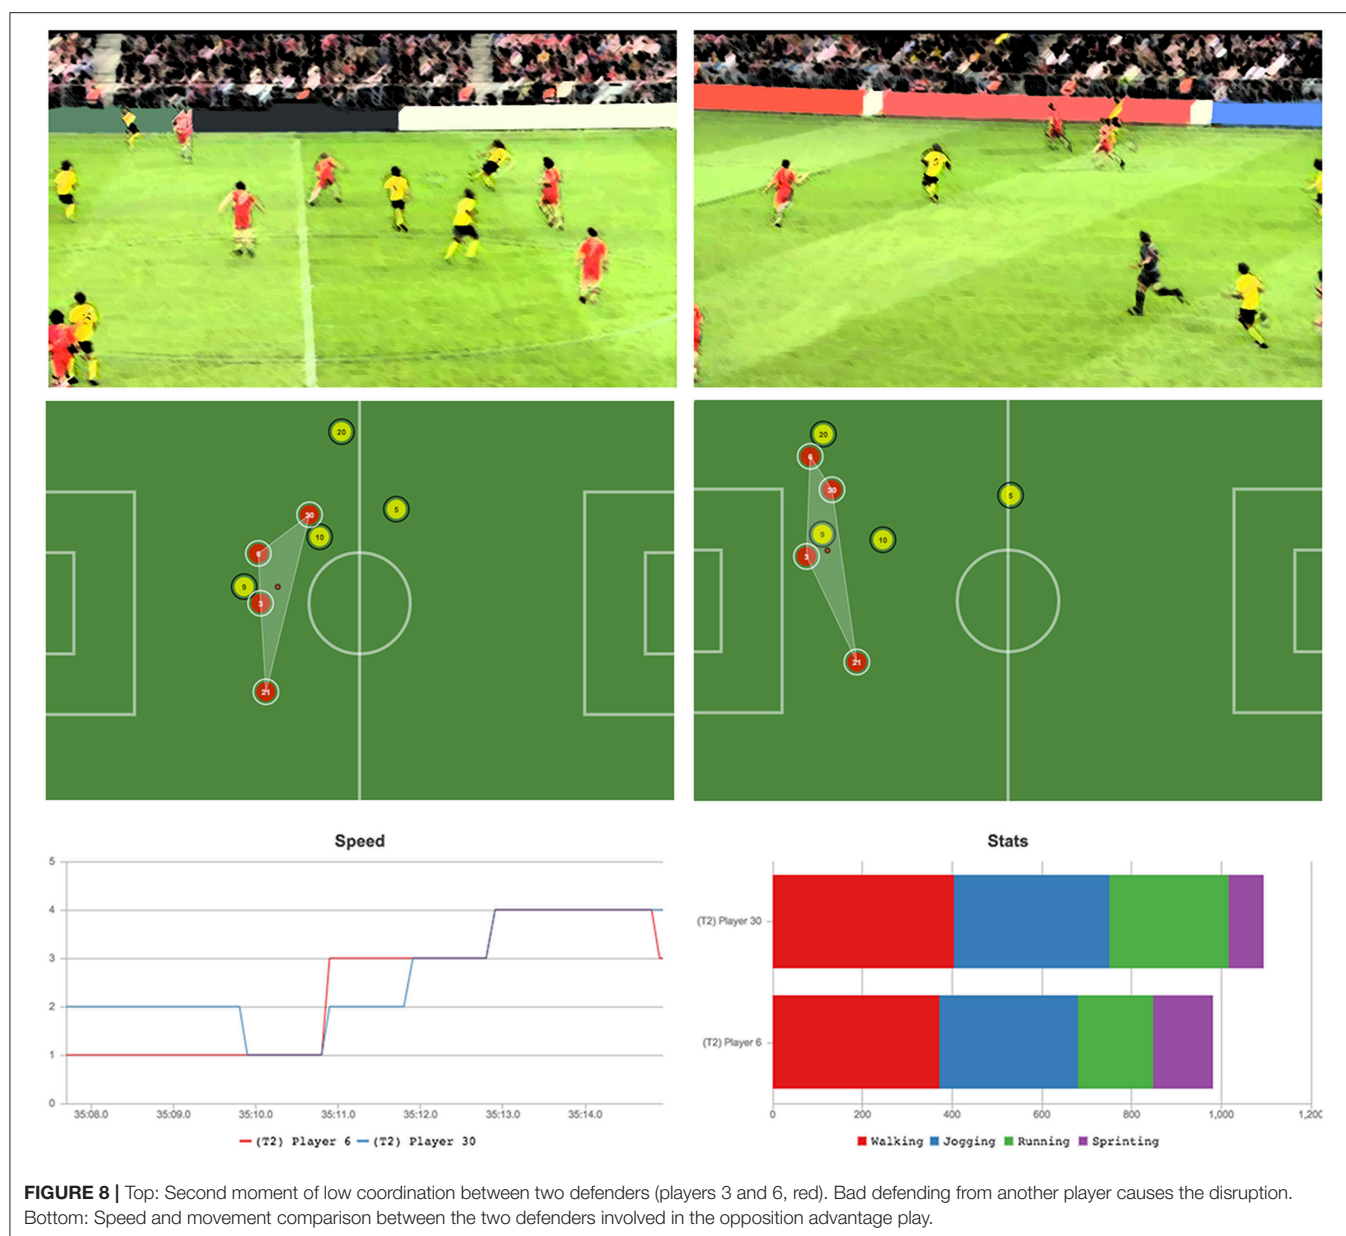 20
30
5
10
6
9
3
21
20
6
30
5
9
10
3
21
Speed
5
4
3
2
1
0
35:08.0 35:09.0 35:10.0 35:11.0 35:12.0 35:13.0 35:14.0
(T2) Player 6 (T2) Player 30
Stats
(T2) Player 30
(T2) Player 6
0 200 400 600 800 1,000 1,200
Walking Jogging Running Sprinting
FIGURE 8 | Top: Second moment of low coordination between two defenders (players 3 and 6, red). Bad defending from another player causes the disruption.
Bottom: Speed and movement comparison between the two defenders involved in the opposition advantage play.